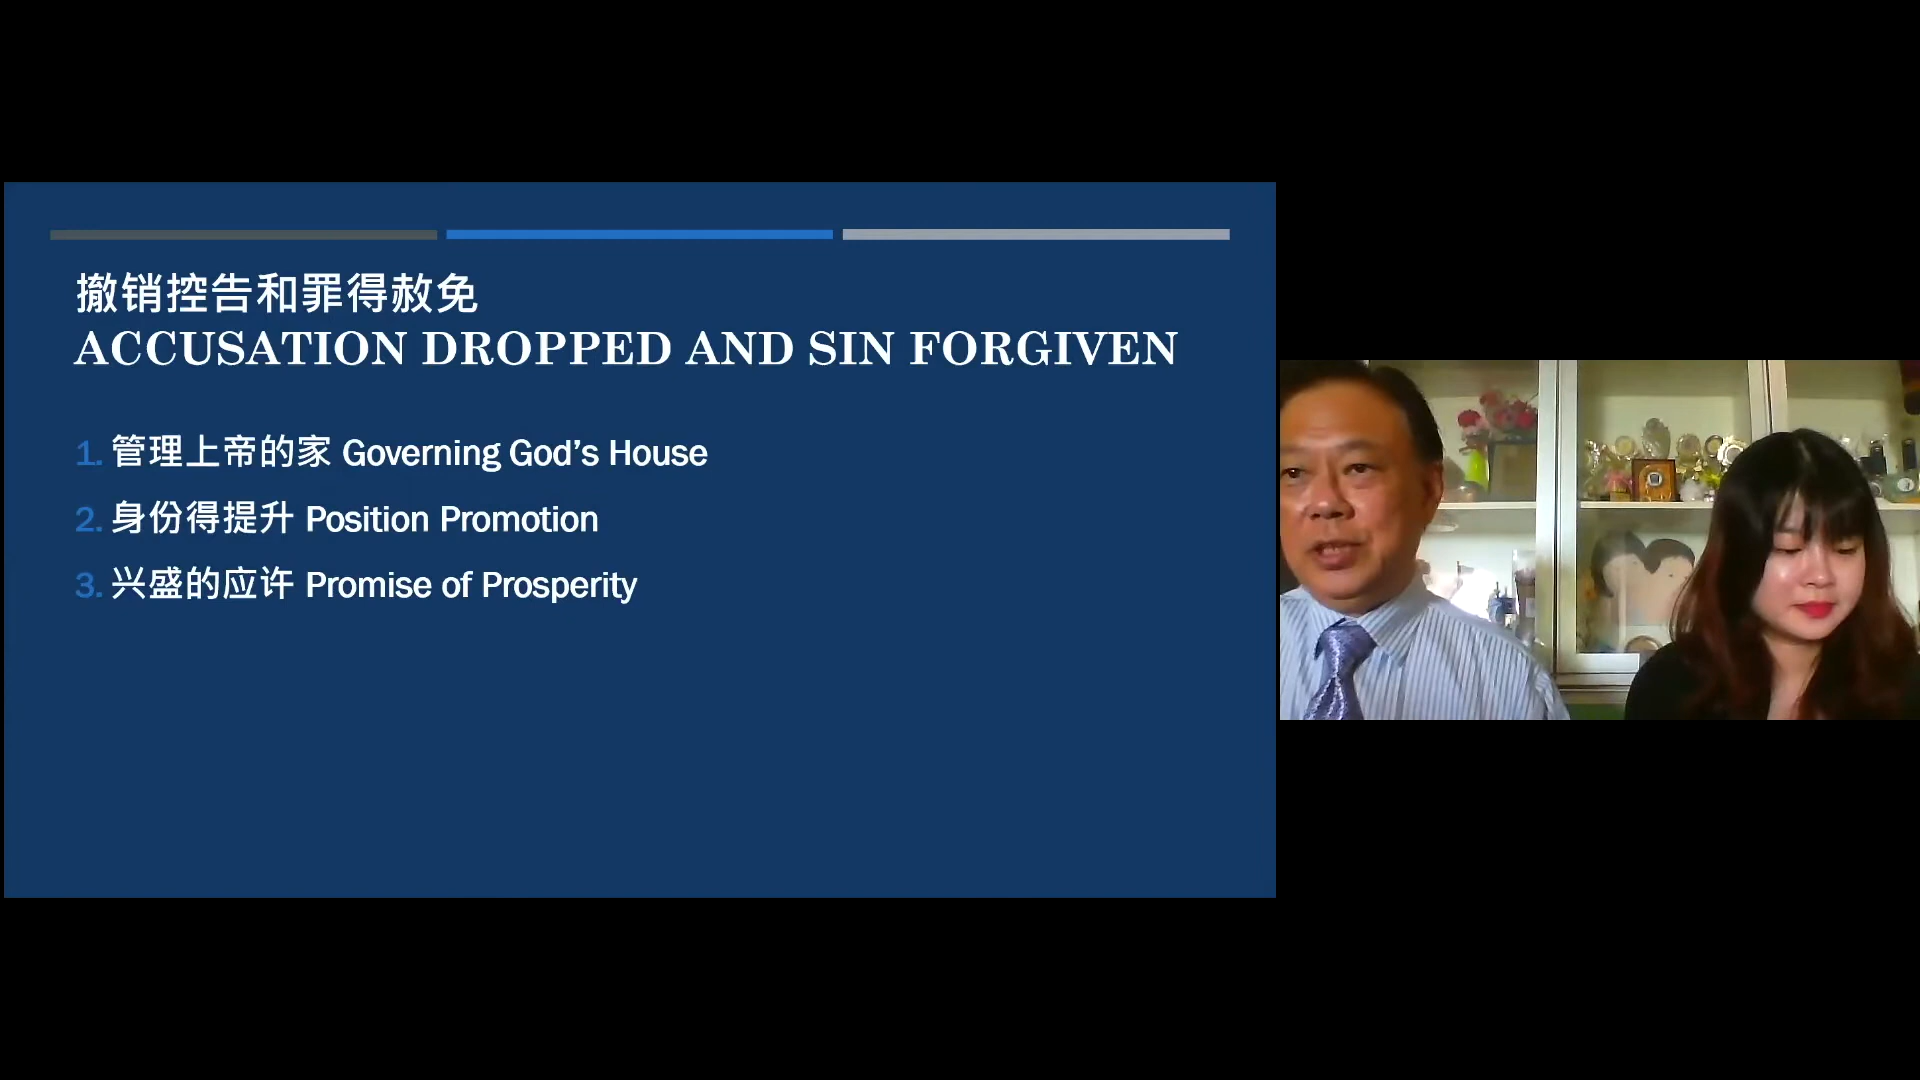 撤销控告和罪得赦免
ACCUSATION DROPPED AND SIN FORGIVEN
1. 管理上帝的家 Governing God’s House
2. 身份得提升 Position Promotion
3. 兴盛的应许 Promise of Prosperity